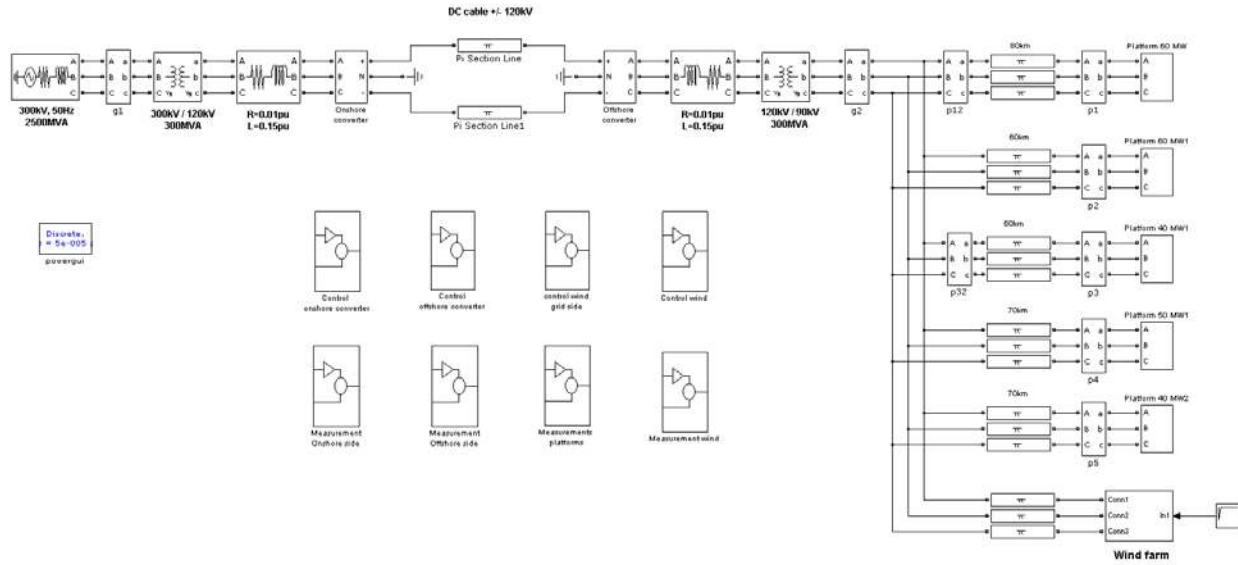 DC cable +/- 120kV
Pi Section Line
Pi Section Line1
A
B
C
300kV, 50Hz
2500MVA
g1
300kV / 120kV
300MVA
R=0.01pu
L=0.15pu
Onshore
converter
Offshore
converter
R=0.01pu
L=0.15pu
120kV / 90kV
300MVA
g2
p12
80km
p1
Platform 60 MW
60km
p2
Platform 60 MW1
p32
60km
p3
Platform 40 MW1
70km
p4
Platform 50 MW1
70km
p5
Platform 40 MW2
Conn1
Conn2
Conn3
In1
Wind farm
Discrete,
= 5e-005
powergui
Control
onshore converter
Control
offshore converter
control wind
grid side
Control wind
Measurement
Onshore side
Measurement
Offshore side
Measurements
platforms
Measurement wind